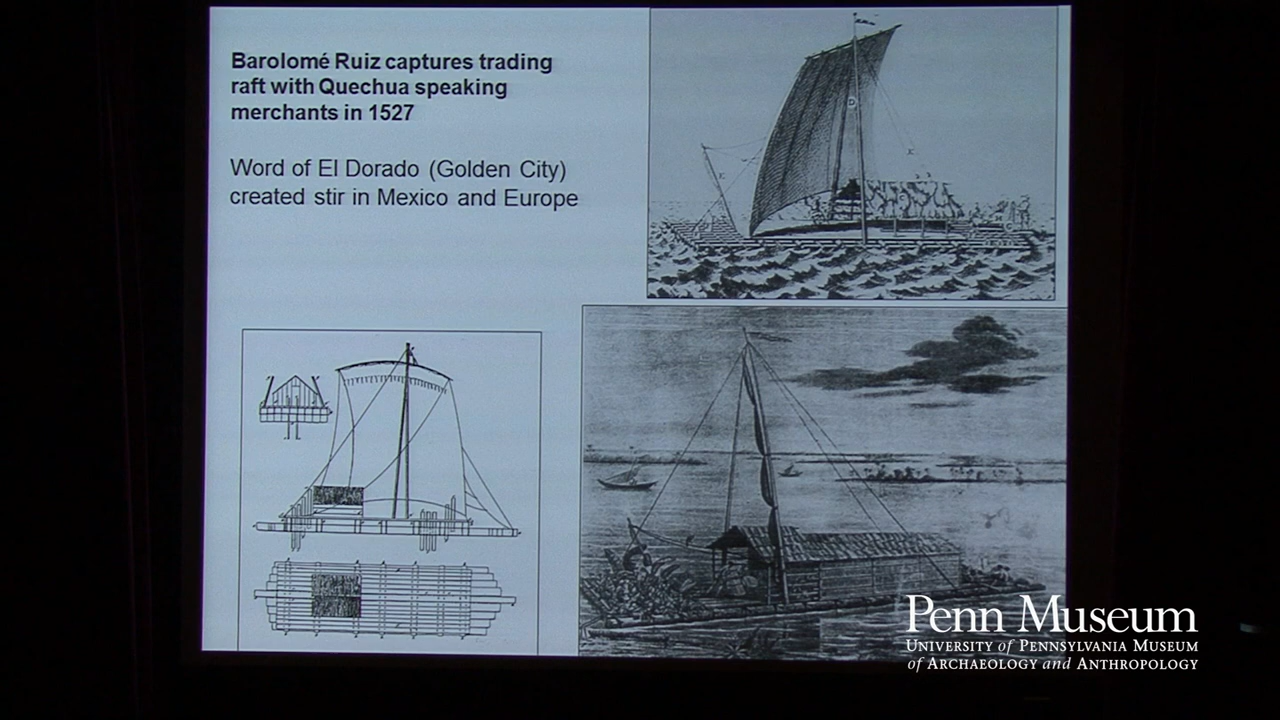 Barolomé Ruiz captures trading
raft with Quechua speaking
merchants in 1527
Word of El Dorado (Golden City)
created stir in Mexico and Europe
D
Penn Museum
UNIVERSITY of PENNSYLVANIA MUSEUM
of ARCHAEOLOGY and ANTHROPOLOGY